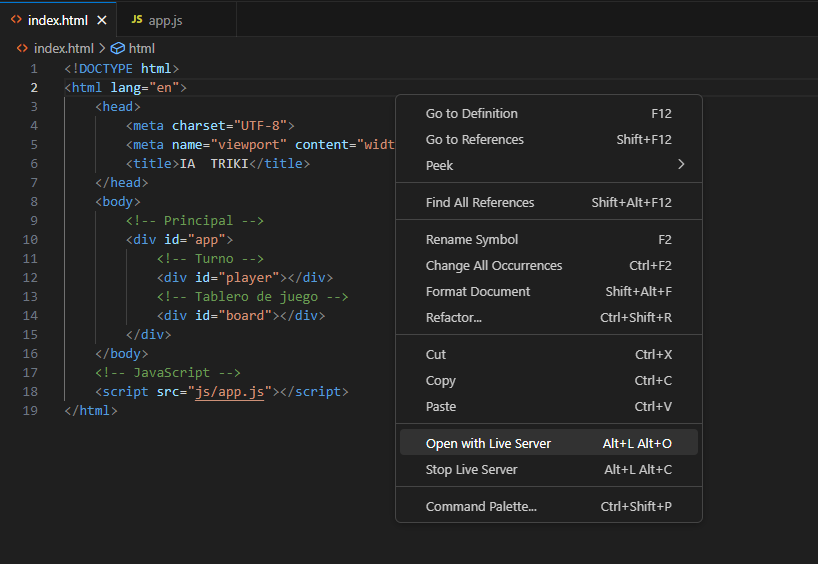 index.html
JS app.js
index.html > html
1 <!DOCTYPE html>
2 <html lang="en">
3 <head>
4 <meta charset="UTF-8">
5 <meta name="viewport" content="widt
6 <title>IA  TRIKI</title>
7 </head>
8 <body>
9 <!-- Principal -->
10 <div id="app">
11 <!-- Turno -->
12 <div id="player"></div>
13 <!-- Tablero de juego -->
14 <div id="board"></div>
15 </div>
16 </body>
17 <!-- JavaScript -->
18 <script src="js/app.js"></script>
19 </html>
Go to Definition F12
Go to References Shift+F12
Peek
Find All References Shift+Alt+F12
Rename Symbol F2
Change All Occurrences Ctrl+F2
Format Document Shift+Alt+F
Refactor... Ctrl+Shift+R
Cut Ctrl+X
Copy Ctrl+C
Paste Ctrl+V
Open with Live Server Alt+L Alt+O
Stop Live Server Alt+L Alt+C
Command Palette... Ctrl+Shift+P